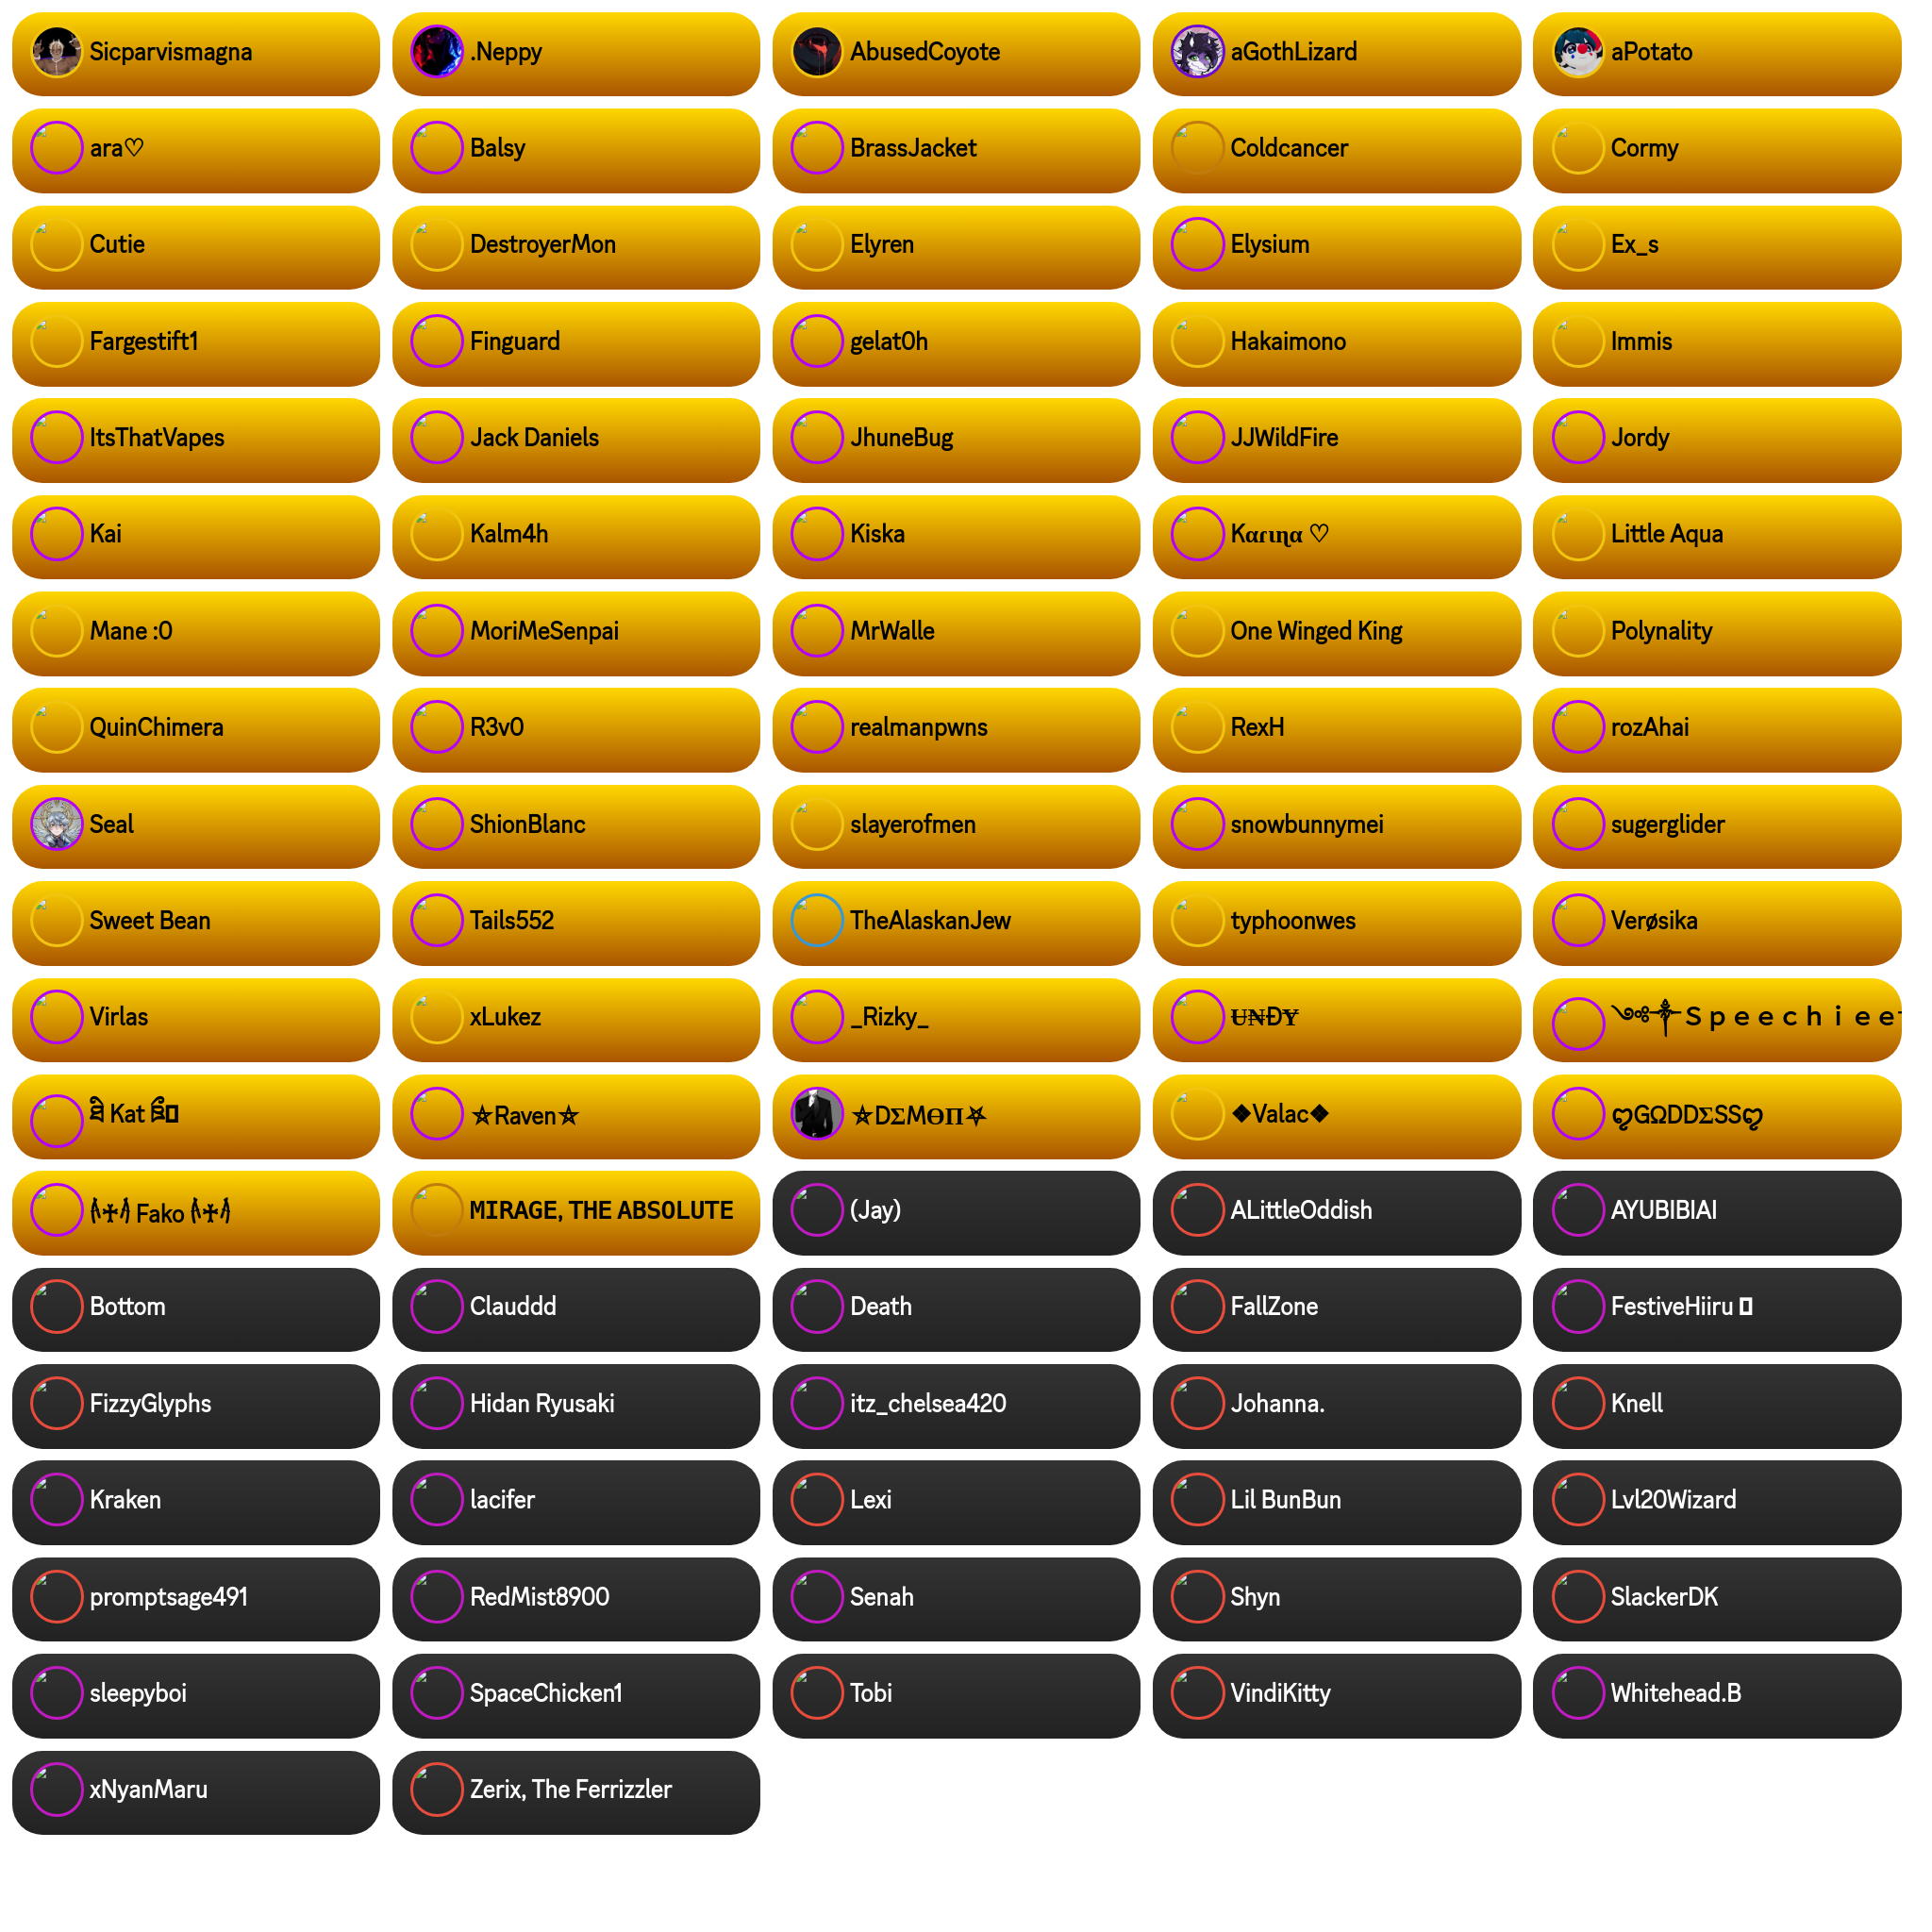 Sicparvismagna
.Neppy
AbusedCoyote
aGothLizard
aPotato
ara♡
Balsy
BrassJacket
Coldcancer
Cormy
Cutie
DestroyerMon
Elyren
Elysium
Ex_s
Fargestift1
Finguard
gelat0h
Hakaimono
Immis
ItsThatVapes
Jack Daniels
JhuneBug
JJWildFire
Jordy
Kai
Kalm4h
Kiska
Kαɾιɳα ♡
Little Aqua
Mane :0
MoriMeSenpai
MrWalle
One Winged King
Polynality
QuinChimera
R3v0
realmanpwns
RexH
rozAhai
Seal
ShionBlanc
slayerofmen
snowbunnymei
sugerglider
Sweet Bean
Tails552
TheAlaskanJew
typhoonwes
Verøsika
Virlas
xLukez
_Rizky_
Ʉ₦ĐɎ
༺༒Ｓｐｅｅｃｈｉｅｅ
Kat
⛤Raven⛤
⛤DΣMӨΠ⛧
❖Valac❖
ღGΩDDΣSSღ
Fako
MIRAGE, THE ABSOLUTE
(Jay)
ALittleOddish
AYUBIBIAI
Bottom
Clauddd
Death
FallZone
FestiveHiiru
FizzyGlyphs
Hidan Ryusaki
itz_chelsea420
Johanna.
Knell
Kraken
lacifer
Lexi
Lil BunBun
Lvl20Wizard
promptsage491
RedMist8900
Senah
Shyn
SlackerDK
sleepyboi
SpaceChicken1
Tobi
VindiKitty
Whitehead.B
xNyanMaru
Zerix, The Ferrizzler